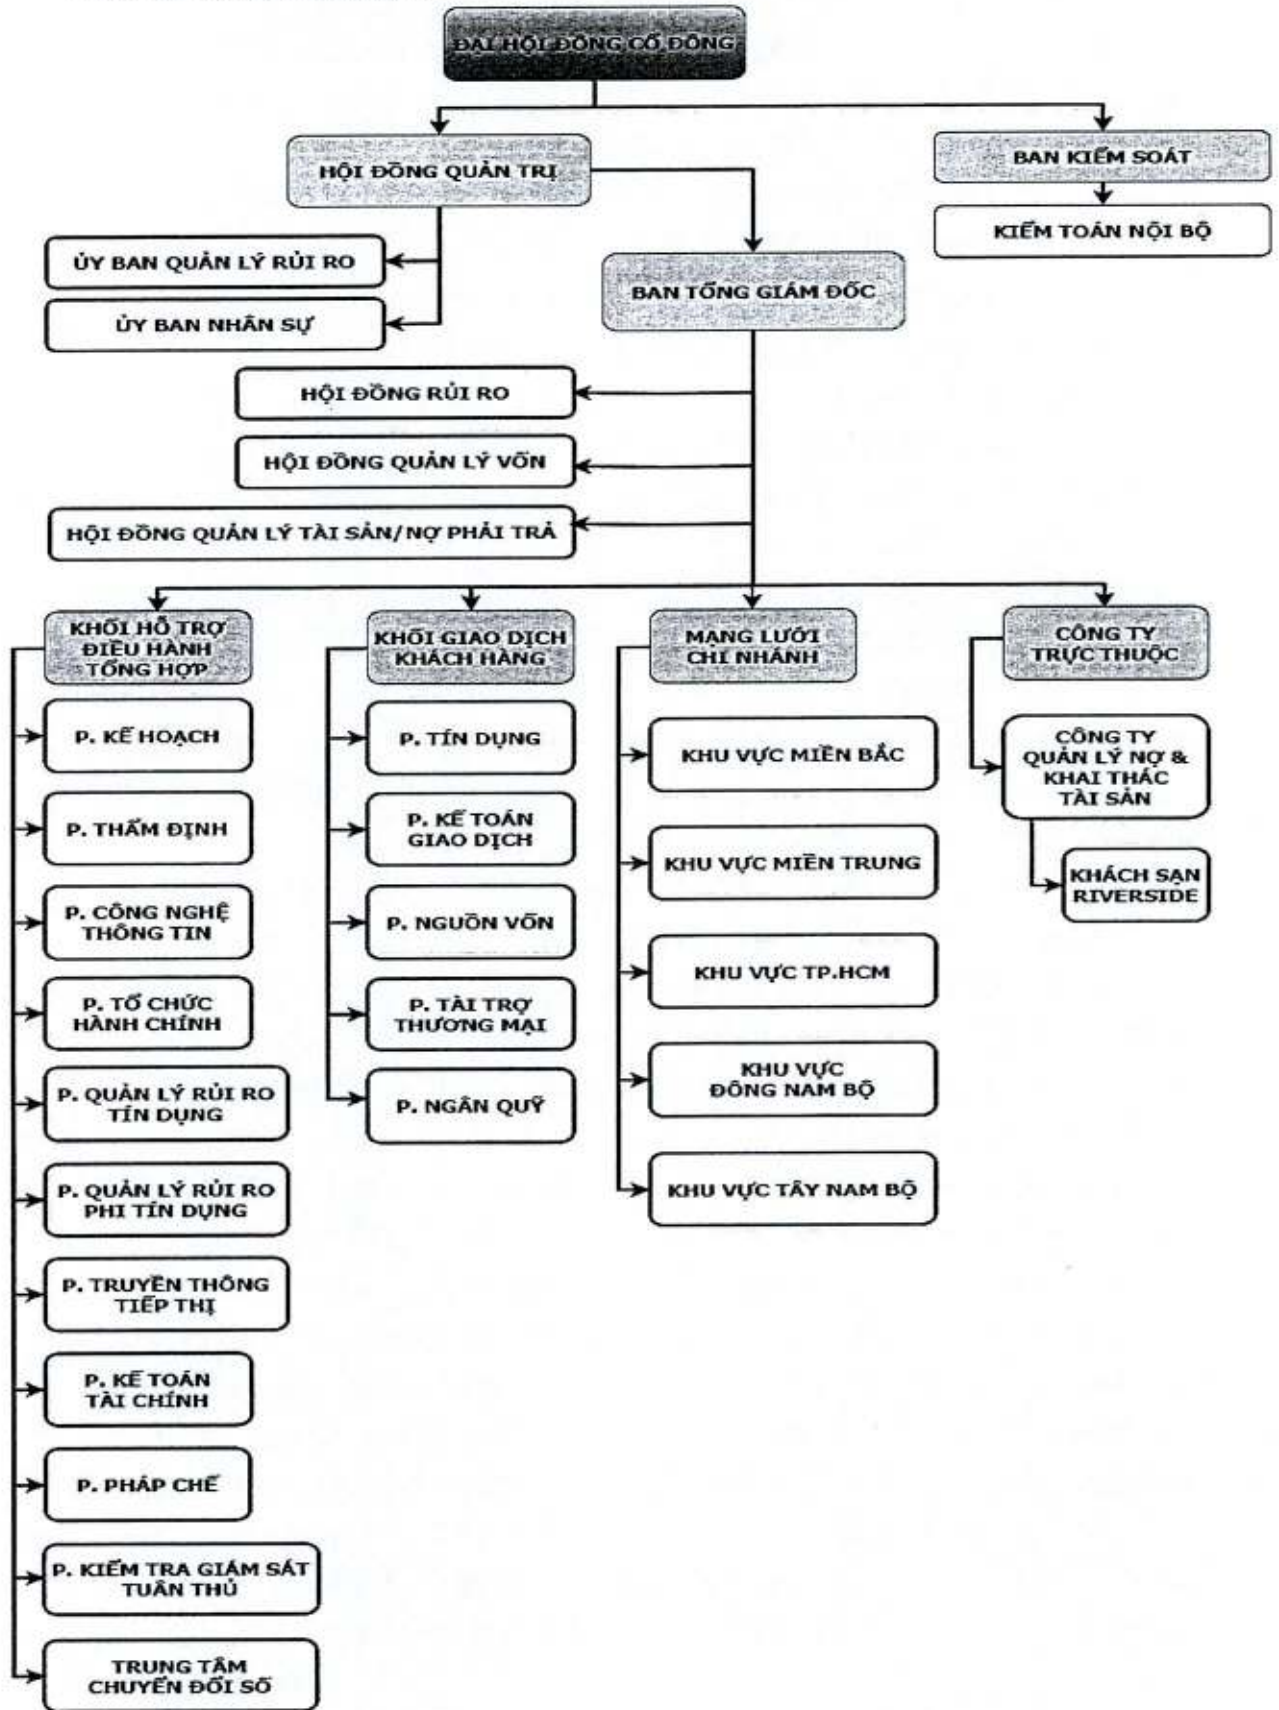 ĐẠI HỘI ĐỒNG CỔ ĐÔNG
HỘI ĐỒNG QUẢN TRỊ
BAN KIỂM SOÁT
KIỂM TOÁN NỘI BỘ
ỦY BAN QUẢN LÝ RỦI RO
ỦY BAN NHÂN SỰ
BAN TỔNG GIÁM ĐỐC
HỘI ĐỒNG RỦI RO
HỘI ĐỒNG QUẢN LÝ VỐN
HỘI ĐỒNG QUẢN LÝ TÀI SẢN/NỢ PHẢI TRẢ
KHỐI HỖ TRỢ
ĐIỀU HÀNH
TỔNG HỢP
P. KẾ HOẠCH
P. THẨM ĐỊNH
P. CÔNG NGHỆ
THÔNG TIN
P. TỔ CHỨC
HÀNH CHÍNH
P. QUẢN LÝ RỦI RO
TÍN DỤNG
P. QUẢN LÝ RỦI RO
PHI TÍN DỤNG
P. TRUYỀN THÔNG
TIẾP THỊ
P. KẾ TOÁN
TÀI CHÍNH
P. PHÁP CHẾ
P. KIỂM TRA GIÁM SÁT
TUÂN THỦ
TRUNG TÂM
CHUYỂN ĐỔI SỐ
KHỐI GIAO DỊCH
KHÁCH HÀNG
P. TÍN DỤNG
P. KẾ TOÁN
GIAO DỊCH
P. NGUỒN VỐN
P. TÀI TRỢ
THƯƠNG MẠI
P. NGÂN QUỸ
MẠNG LƯỚI
CHI NHÁNH
KHU VỰC MIỀN BẮC
KHU VỰC MIỀN TRUNG
KHU VỰC TP.HCM
KHU VỰC
ĐÔNG NAM BỘ
KHU VỰC TÂY NAM BỘ
CÔNG TY
TRỰC THUỘC
CÔNG TY
QUẢN LÝ NỢ &
KHAI THÁC
TÀI SẢN
KHÁCH SẠN
RIVERSIDE